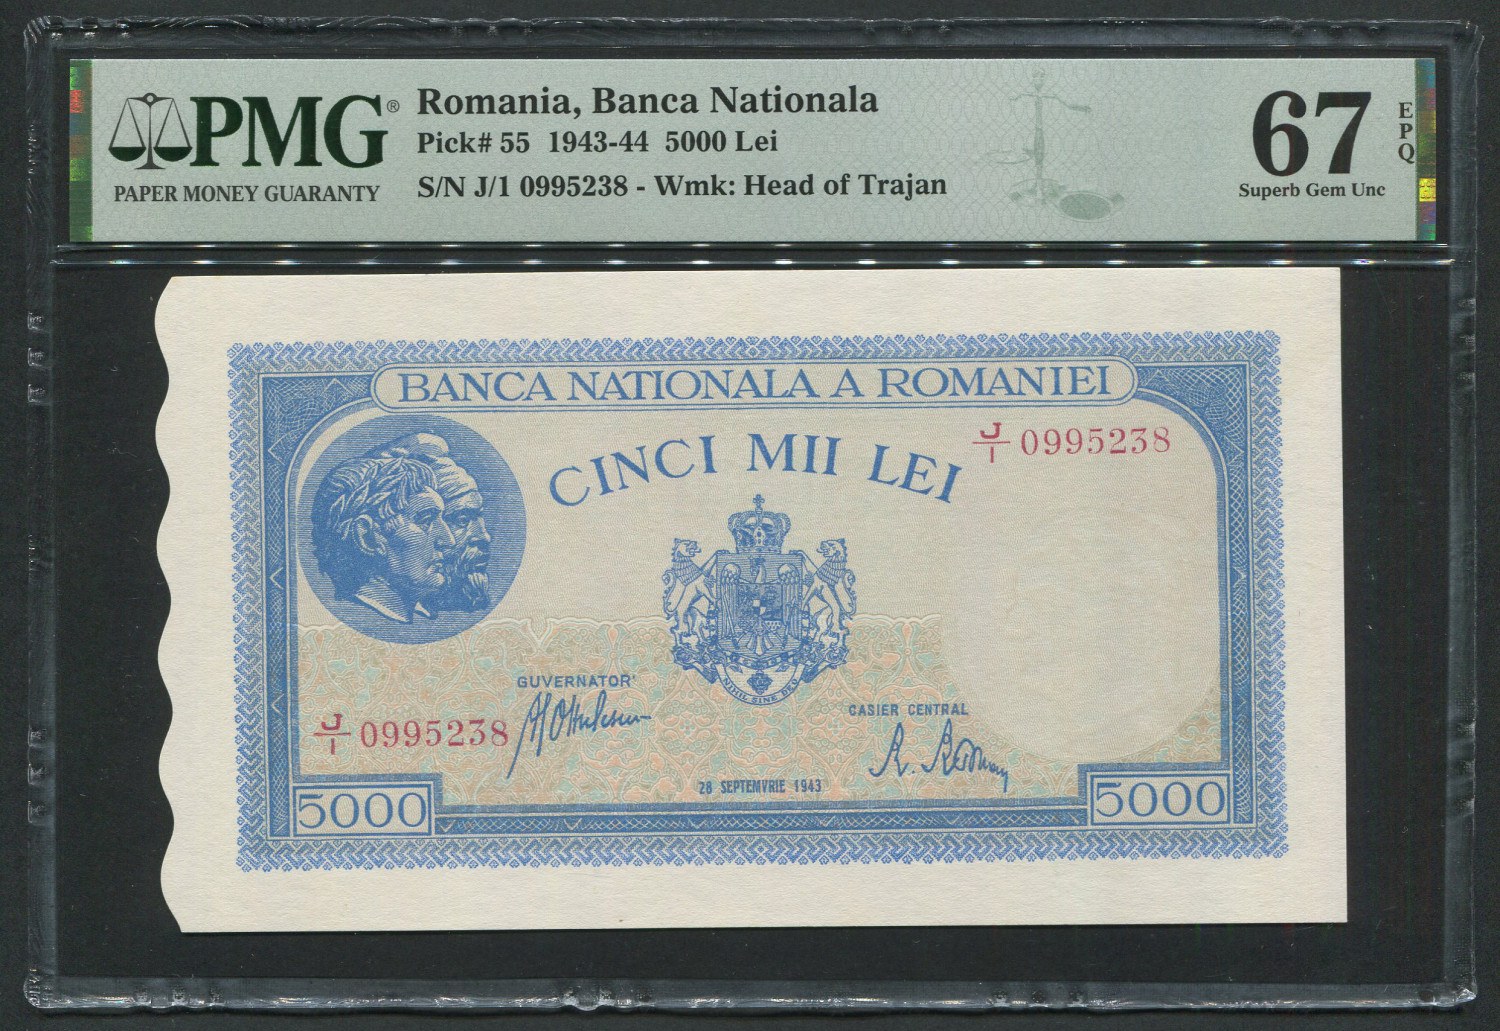 PMG®
PAPER MONEY GUARANTY
Romania, Banca Nationala
Pick# 55 1943-44 5000 Lei
S/N J/1 0995238 - Wmk: Head of Trajan
67
EPQ
Superb Gem Unc
BANCA NATIONALA A ROMANIEI
CINCI MII LEI
J/1 0995238
NIHIL SINE DEO
GUVERNATOR
J/1 0995238
CASIER CENTRAL
28 SEPTEMVRIE 1943
5000
5000